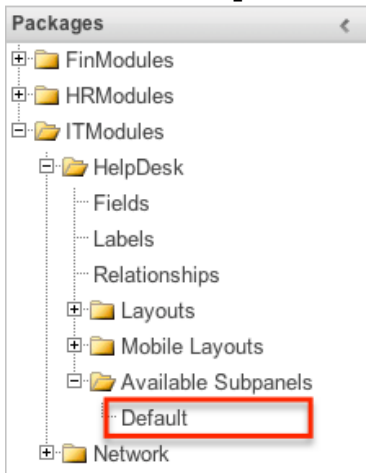 Packages
FinModules
HRModules
ITModules
HelpDesk
Fields
Labels
Relationships
Layouts
Mobile Layouts
Available Subpanels
Default
Network